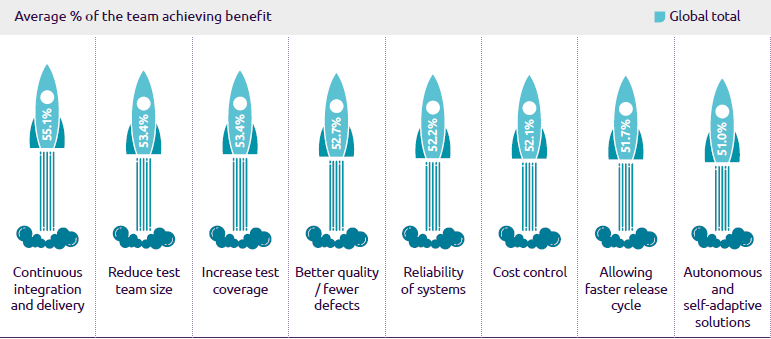 Average % of the team achieving benefit
Global total
55.1%
53.4%
53.4%
52.7%
52.2%
52.1%
51.7%
51.0%
Continuous
integration
and delivery
Reduce test
team size
Increase test
coverage
Better quality
/ fewer
defects
Reliability
of systems
Cost control
Allowing
faster release
cycle
Autonomous
and
self-adaptive
solutions